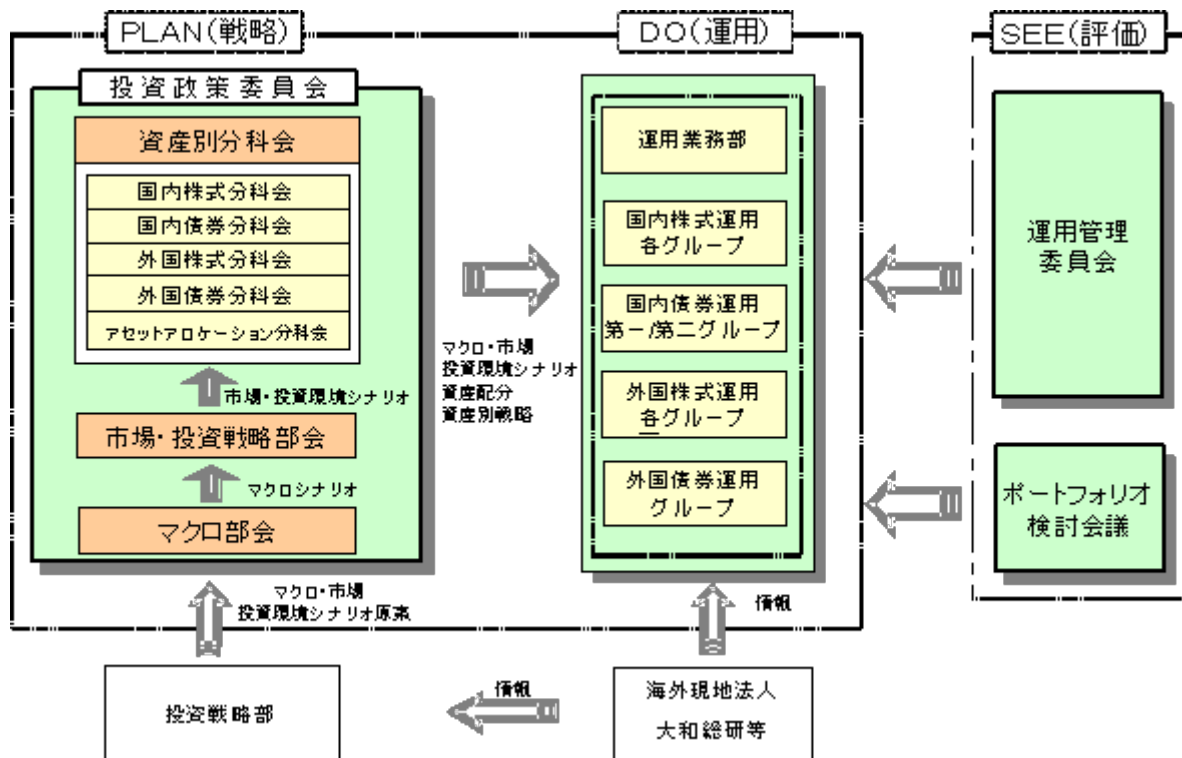 PLAN(戦略)
投資政策委員会
資産別分科会
国内株式分科会
国内債券分科会
外国株式分科会
外国債券分科会
アセットアロケーション分科会
市場・投資環境シナリオ
市場・投資戦略部会
マクロシナリオ
マクロ部会
マクロ・市場
投資環境シナリオ
資産配分
資産別戦略
DO(運用)
運用業務部
国内株式運用
各グループ
国内債券運用
第一/第二グループ
外国株式運用
各グループ
外国債券運用
グループ
SEE(評価)
運用管理
委員会
ポートフォリオ
検討会議
マクロ・市場
投資環境シナリオ原案
情報
投資戦略部
情報
海外現地法人
大和総研等